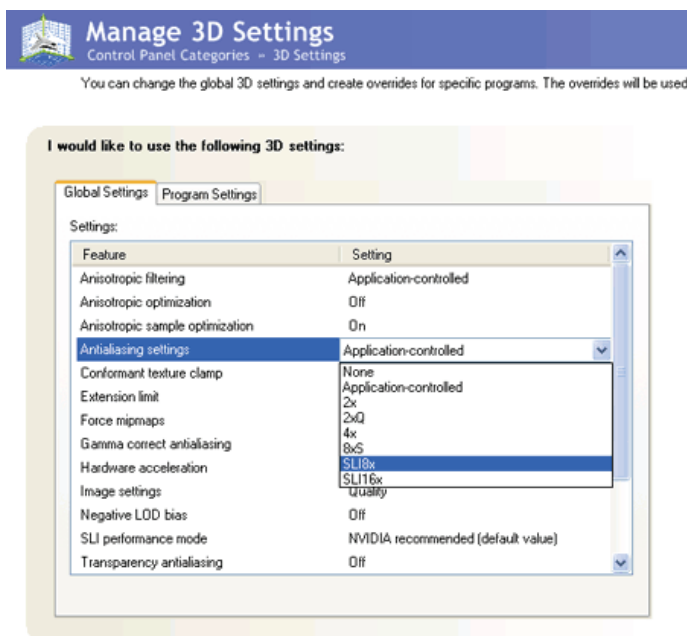 Manage 3D Settings
Control Panel Categories - 3D Settings
You can change the global 3D settings and create overrides for specific programs. The overrides will be used
I would like to use the following 3D settings:
Global Settings Program Settings
Settings:
Feature Setting
Anisotropic filtering Application-controlled
Anisotropic optimization Off
Anisotropic sample optimization On
Antialiasing settings Application-controlled
Conformant texture clamp None
Application-controlled
Extension limit 2x
Force mipmaps 2xQ
4x
Gamma correct antialiasing 8xS
Hardware acceleration SLI8x
SLI16x
Image settings Quality
Negative LOD bias Off
SLI performance mode NVIDIA recommended (default value)
Transparency antialiasing Off